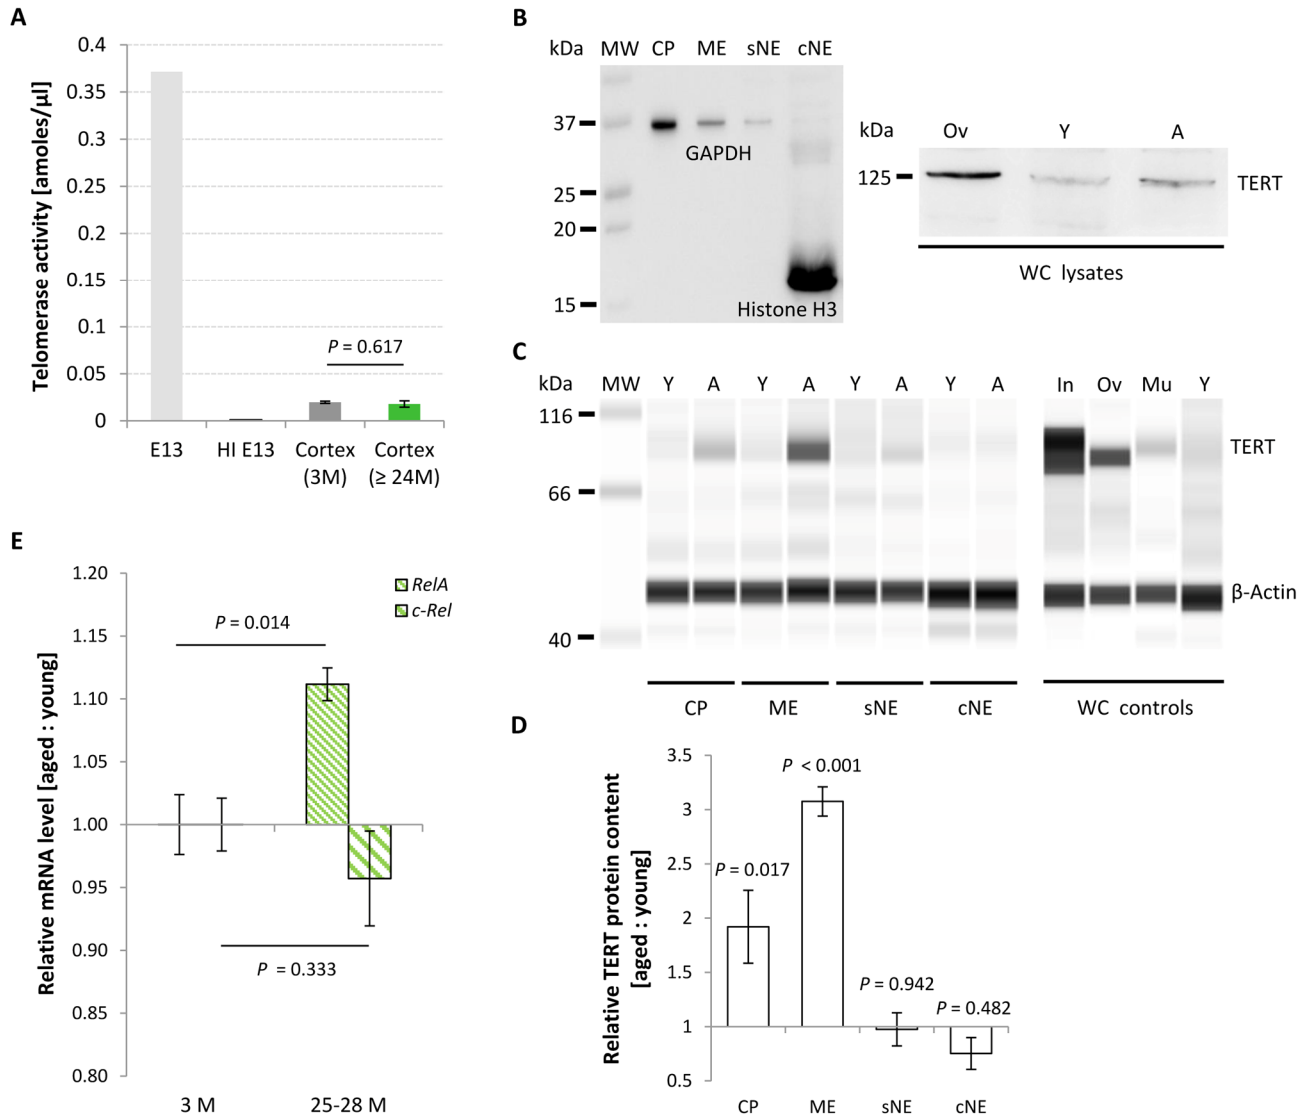 A
Telomerase activity [amoles/µl]
0.4
0.35
0.3
0.25
0.2
0.15
0.1
0.05
0
P = 0.617
E13
HI E13
Cortex
(3M)
Cortex
(≥ 24M)
B
kDa MW CP ME sNE cNE
37
25
20
15
GAPDH
Histone H3
kDa
Ov Y A
125
TERT
WC lysates
C
kDa MW Y A Y A Y A Y A In Ov Mu Y
116
66
40
TERT
β-Actin
CP ME sNE cNE WC controls
D
Relative TERT protein content
[aged : young]
3.5
3
2.5
2
1.5
1
0.5
P = 0.017
P < 0.001
P = 0.942
P = 0.482
CP ME sNE cNE
E
Relative mRNA level [aged : young]
1.20
1.15
1.10
1.05
1.00
0.95
0.90
0.85
0.80
RelA
c-Rel
P = 0.014
P = 0.333
3 M 25-28 M